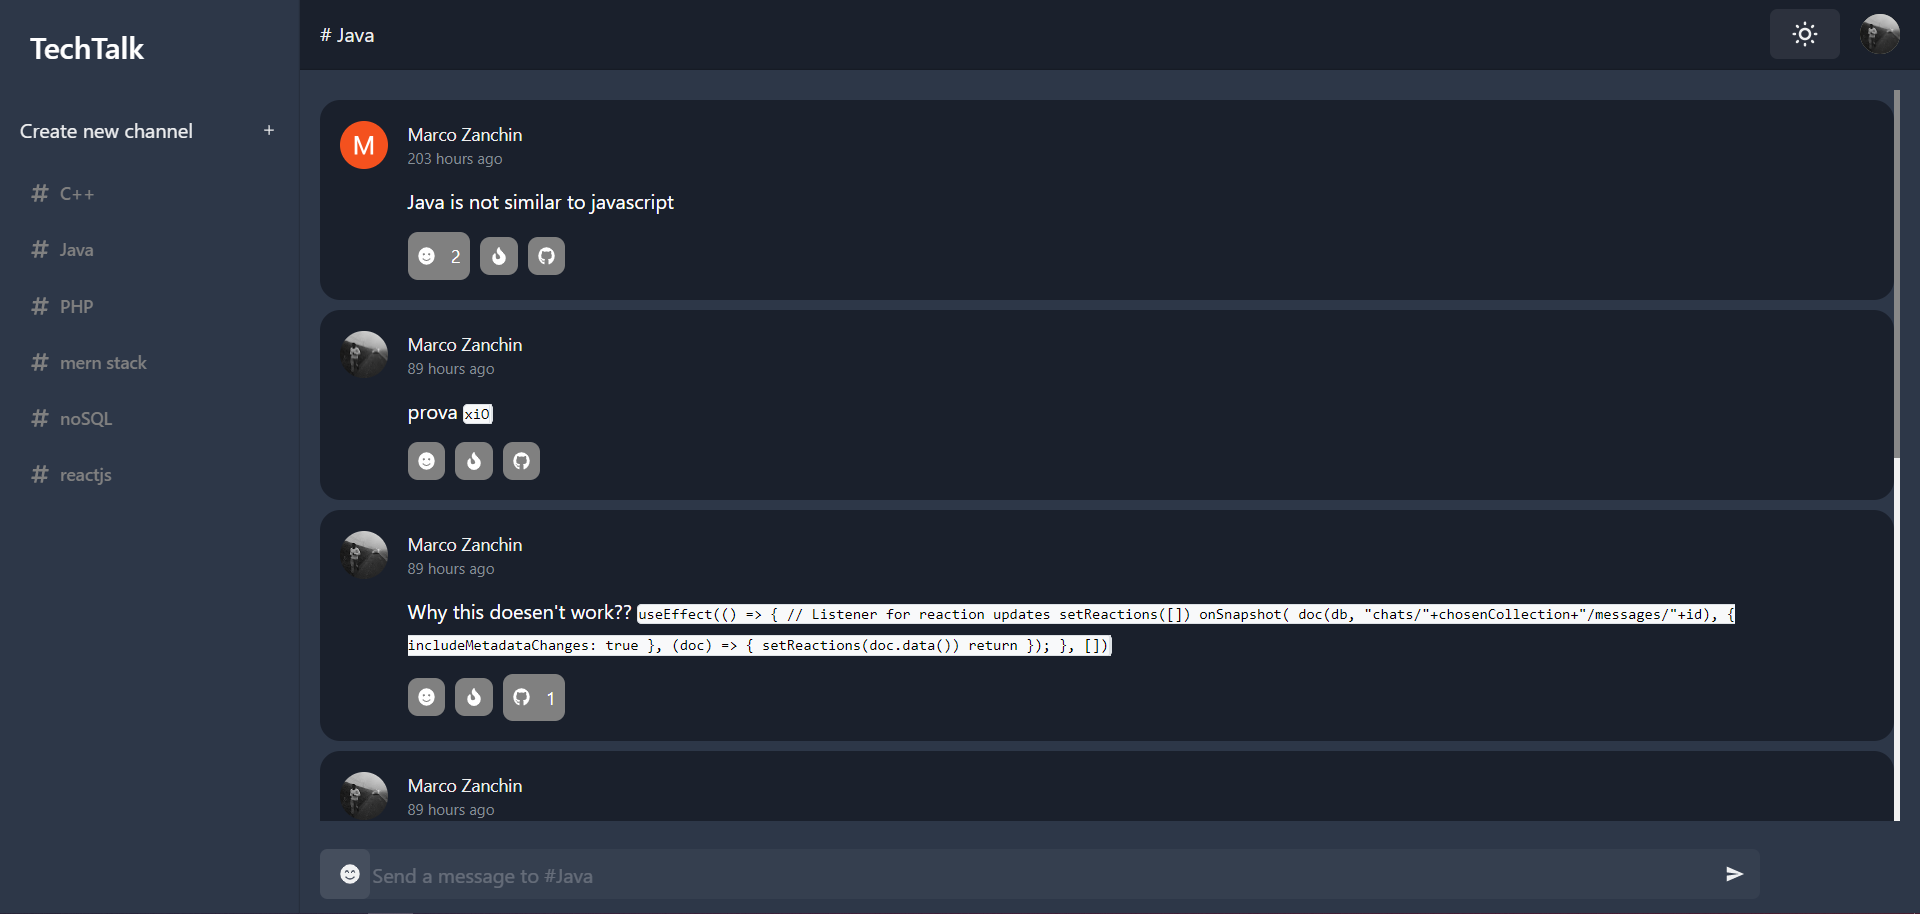 TechTalk
Create new channel +
# C++
# Java
# PHP
# mern stack
# noSQL
# reactjs
# Java
M
Marco Zanchin
203 hours ago
Java is not similar to javascript
2
Marco Zanchin
89 hours ago
prova xiO
Marco Zanchin
89 hours ago
Why this doesen't work?? useEffect(() => { // Listener for reaction updates setReactions([]) onSnapshot( doc(db, "chats/"+chosenCollection+"/messages/"+id), {
includeMetadataChanges: true }, (doc) => { setReactions(doc.data()) return }); }, [])
1
Marco Zanchin
89 hours ago
Send a message to #Java